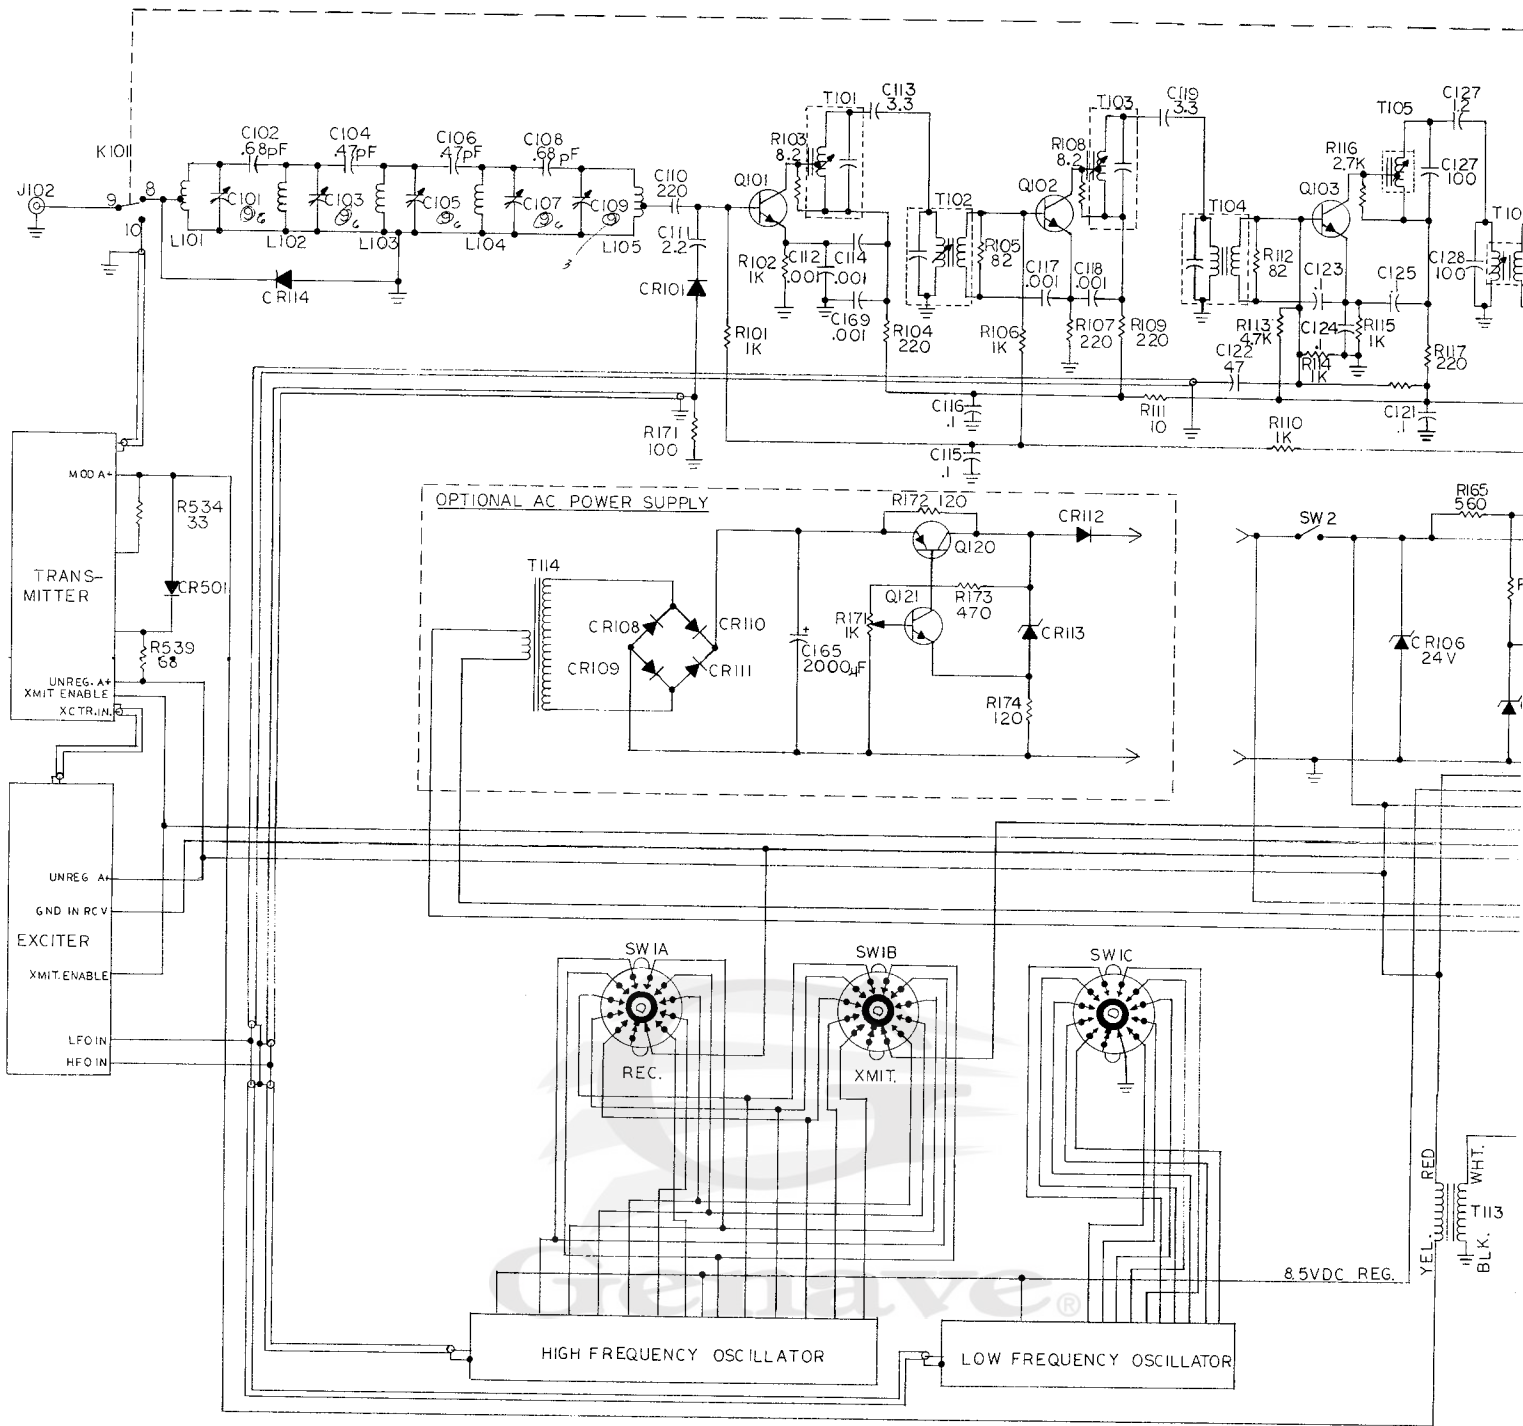 K101
J102
9
8
10
C102
.68pF
C104
.47pF
C106
.47pF
C108
.68pF
C101
C103
C105
C107
C109
L101
L102
L103
L104
L105
3
CR114
C110
220
C111
2.2
CR101
Q101
R103
8.2
T101
C113
3.3
R102
1K
C112
.001
C114
.001
C169
.001
R101
1K
R104
220
T102
R105
82
Q102
R108
8.2
T103
C119
3.3
C117
.001
C118
.001
R106
1K
R107
220
R109
220
T104
R112
82
Q103
R116
2.7K
T105
C127
1.2
C127
100
C128
100
C123
.1
C125
R113
4.7K
C124
.1
R115
1K
R114
1K
R117
220
C122
47
C121
.1
R111
10
R110
1K
C116
.1
C115
.1
R171
100
MOD A+
R534
33
TRANS-
MITTER
CR501
R539
68
UNREG. A+
XMIT ENABLE
XCTR. IN.
OPTIONAL AC POWER SUPPLY
T114
CR108
CR110
CR109
CR111
C165
2000µF
R172 120
Q120
CR112
R171
1K
Q121
R173
470
CR113
R174
120
SW2
R165
560
CR106
24V
UNREG A+
GND IN RCV
EXCITER
XMIT. ENABLE
LFO IN
HFO IN
SW1A
REC.
SW1B
XMIT.
SW1C
Genave®
8.5VDC REG.
RED
YEL.
WHT.
BLK.
T113
HIGH FREQUENCY OSCILLATOR
LOW FREQUENCY OSCILLATOR